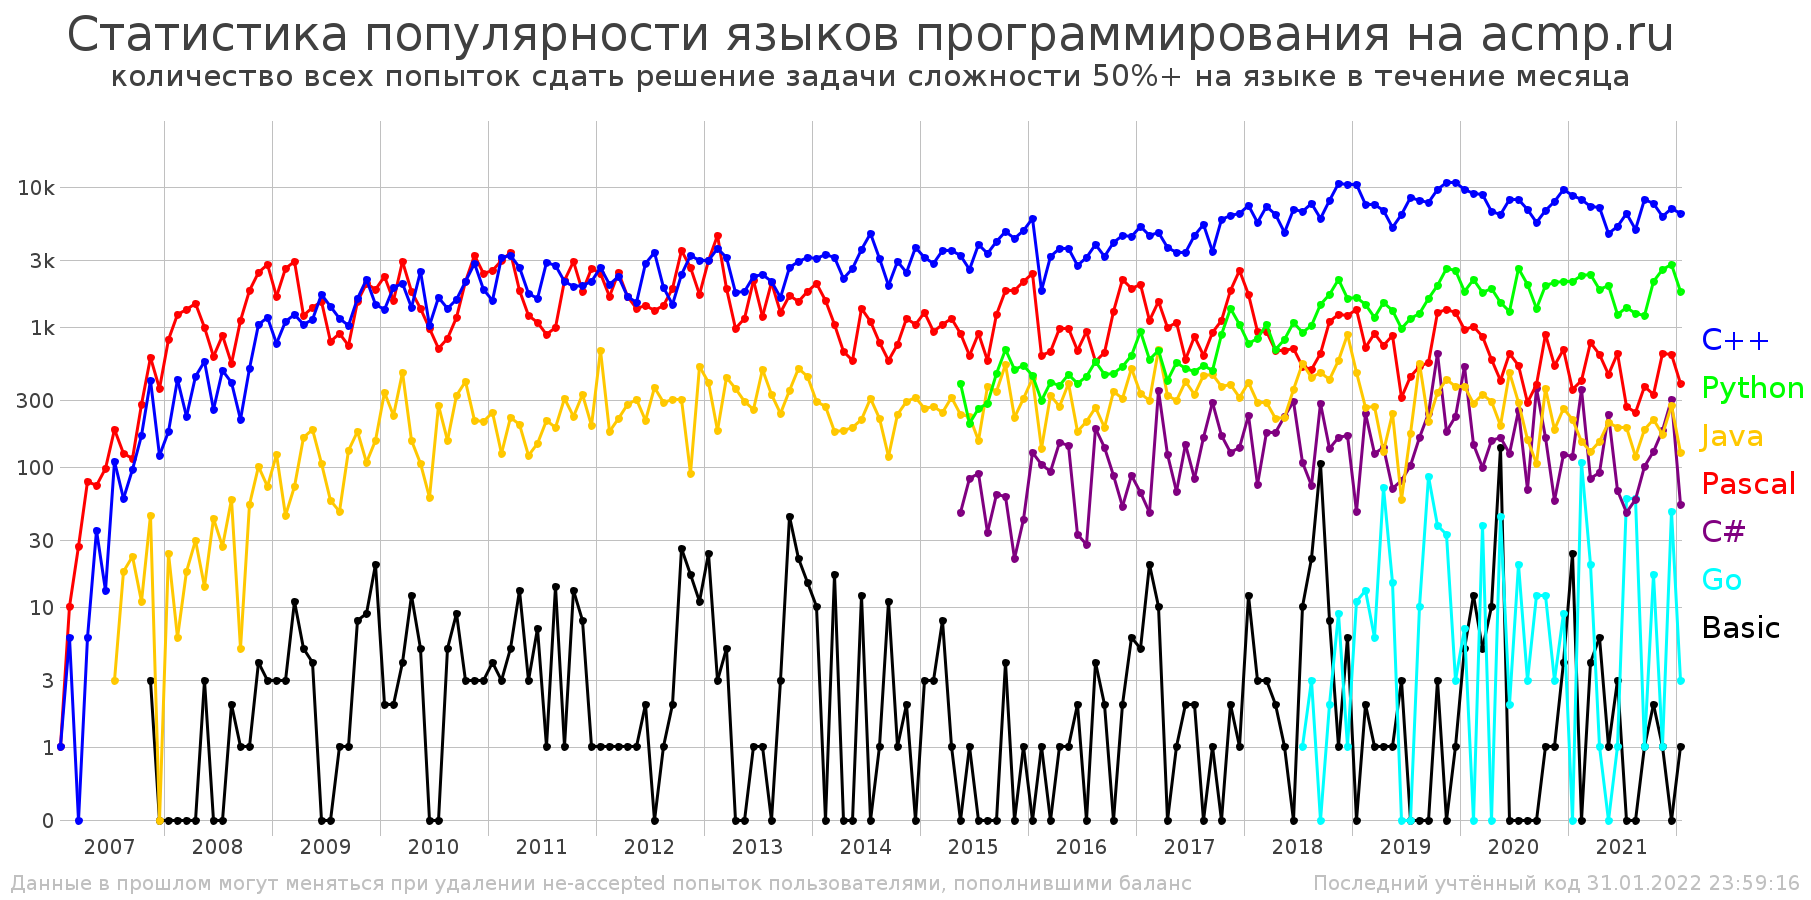 Статистика популярности языков программирования на acmp.ru
количество всех попыток сдать решение задачи сложности 50%+ на языке в течение месяца
10k
3k
1k
300
100
30
10
3
1
0
C++
Python
Java
Pascal
C#
Go
Basic
2007 2008 2009 2010 2011 2012 2013 2014 2015 2016 2017 2018 2019 2020 2021
Данные в прошлом могут меняться при удалении не-accepted попыток пользователями, пополнившими баланс
Последний учтённый код 31.01.2022 23:59:16